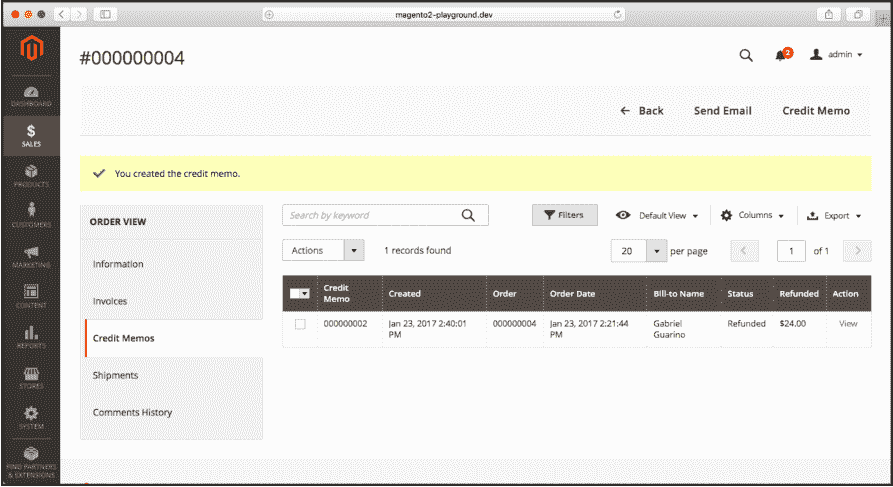 magento2-playground.dev
#000000004
2
admin
DASHBOARD
$
SALES
PRODUCTS
CUSTOMERS
MARKETING
CONTENT
REPORTS
STORES
SYSTEM
FIND PARTNERS
& EXTENSIONS
Back Send Email Credit Memo
You created the credit memo.
ORDER VIEW
Information
Invoices
Credit Memos
Shipments
Comments History
Search by keyword
Filters Default View Columns Export
Actions 1 records found 20 per page 1 of 1
Credit
Memo Created Order Order Date Bill-to Name Status Refunded Action
000000002 Jan 23, 2017 2:40:01 000000004 Jan 23, 2017 2:21:44 Gabriel Refunded $24.00 View
PM PM Guarino